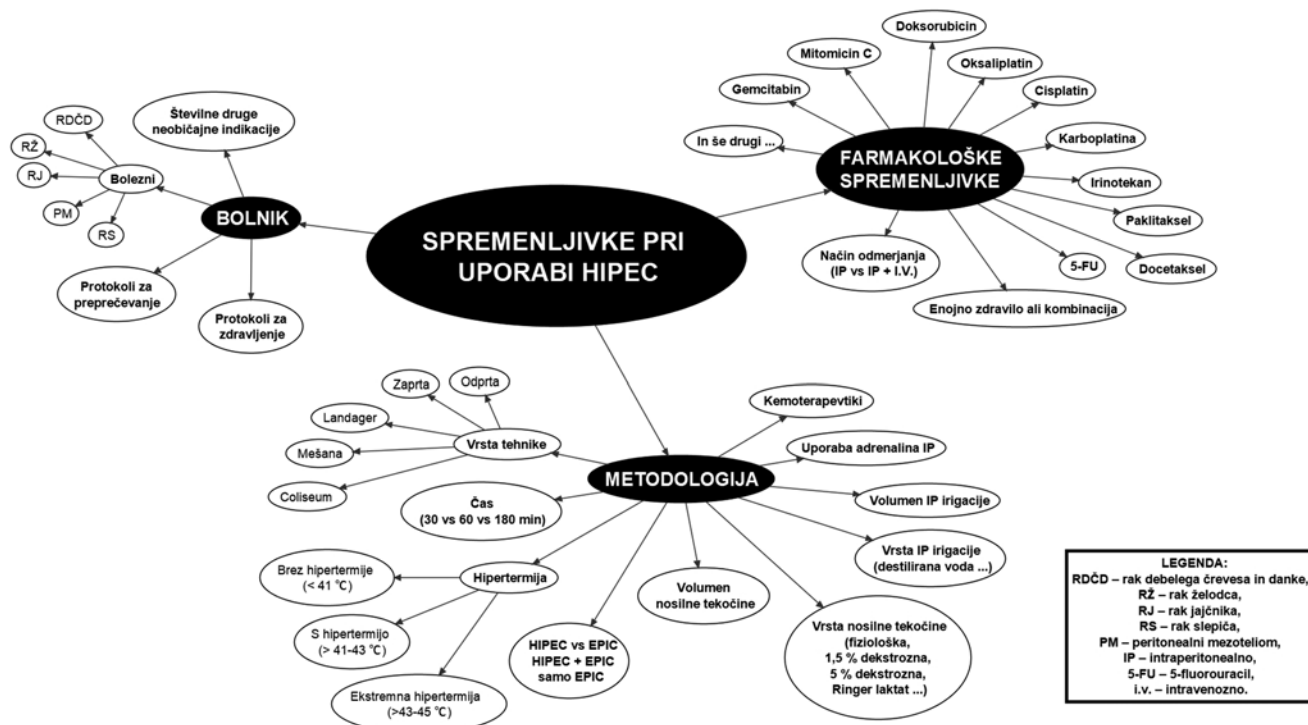 SPREMENLJIVKE PRI
UPORABI HIPEC
BOLNIK
Številne druge
neobičajne indikacije
Bolezni
RDČD
RŽ
RJ
PM
RS
Protokoli za
preprečevanje
Protokoli za
zdravljenje
FARMAKOLOŠKE
SPREMENLJIVKE
In še drugi ...
Gemcitabin
Mitomicin C
Doksorubicin
Oksaliplatin
Cisplatin
Karboplatina
Irinotekan
Paklitaksel
Docetaksel
5-FU
Enojno zdravilo ali kombinacija
Način odmerjanja
(IP vs IP + I.V.)
METODOLOGIJA
Vrsta tehnike
Odprta
Zaprta
Landager
Mešana
Coliseum
Čas
(30 vs 60 vs 180 min)
Hipertermija
Brez hipertermije
(< 41 °C)
S hipertermijo
(> 41-43 °C)
Ekstremna hipertermija
(>43-45 °C)
HIPEC vs EPIC
HIPEC + EPIC
samo EPIC
Volumen
nosilne tekočine
Vrsta nosilne tekočine
(fiziološka,
1,5 % dekstrozna,
5 % dekstrozna,
Ringer laktat ...)
Vrsta IP irigacije
(destilirana voda ...)
Volumen IP irigacije
Uporaba adrenalina IP
Kemoterapevtiki
LEGENDA:
RDČD – rak debelega črevesa in danke,
RŽ – rak želodca,
RJ – rak jajčnika,
RS – rak slepiča,
PM – peritonealni mezoteliom,
IP – intraperitonealno,
5-FU – 5-fluorouracil,
i.v. – intravenozno.